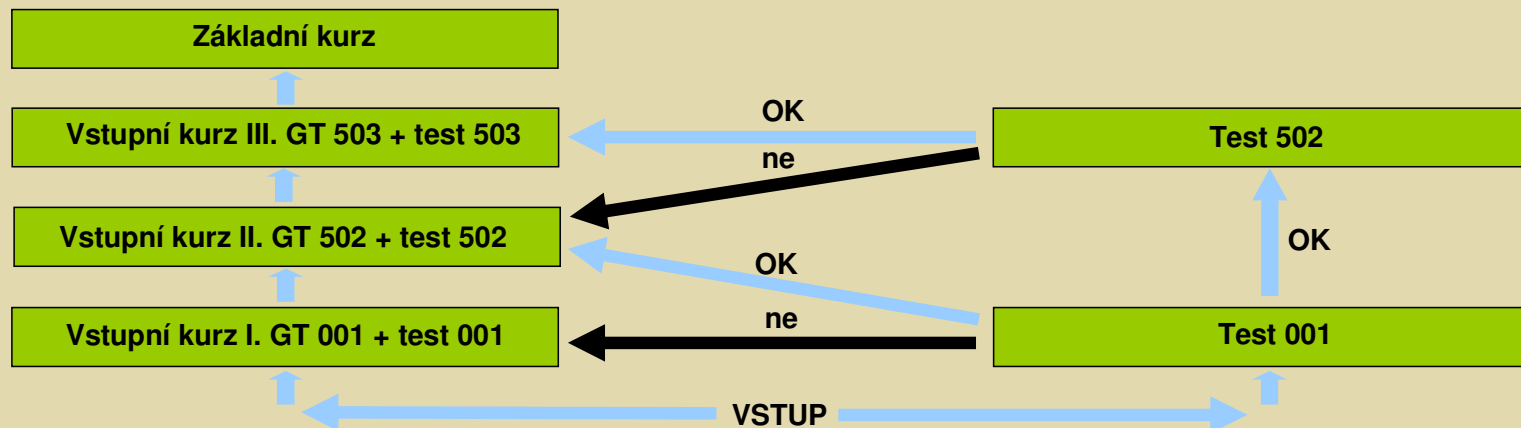 Základní kurz
Vstupní kurz III. GT 503 + test 503
OK
Test 502
ne
Vstupní kurz II. GT 502 + test 502
OK
OK
Vstupní kurz I. GT 001 + test 001
ne
Test 001
VSTUP